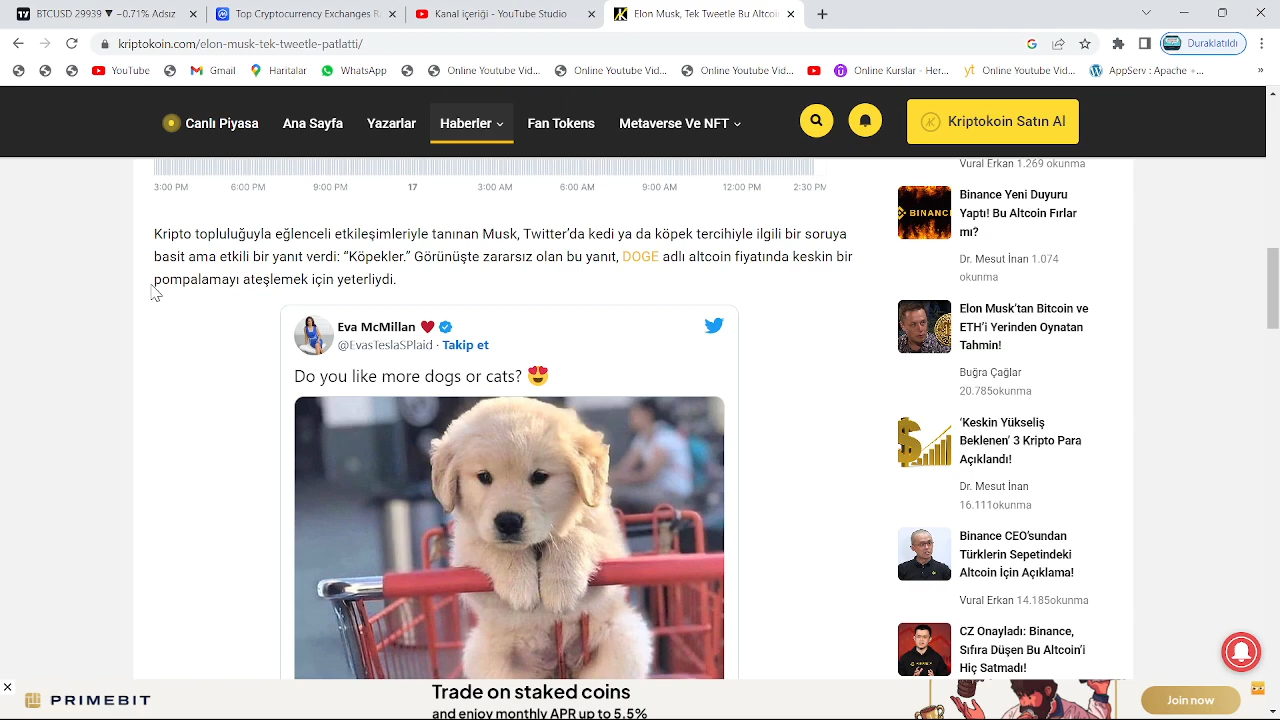 BTCUSD 29939 ▼ −0.71% Adsız
Top Cryptocurrency Exchanges R
Kanal içeriği - YouTube Studio
Elon Musk, Tek Tweetle Bu Altcoi
kriptokoin.com/elon-musk-tek-tweetle-patlatti/
Duraklatıldı
YouTube
Gmail
Haritalar
WhatsApp
Online Youtube Vid...
Online Youtube Vid...
Online Youtube Vid...
Online Kurslar - Her...
yt Online Youtube Vid...
AppServ : Apache +...
»
Canlı Piyasa
Ana Sayfa
Yazarlar
Haberler
Fan Tokens
Metaverse Ve NFT
Kriptokoin Satın Al
3:00 PM 6:00 PM 9:00 PM 17 3:00 AM 6:00 AM 9:00 AM 12:00 PM 2:30 PM
Kripto topluluğuyla eğlenceli etkileşimleriyle tanınan Musk, Twitter’da kedi ya da köpek tercihiyle ilgili bir soruya
basit ama etkili bir yanıt verdi: “Köpekler.” Görünüşte zararsız olan bu yanıt, DOGE adlı altcoin fiyatında keskin bir
pompalamayı ateşlemek için yeterliydi.
Eva McMillan ♥
@EvasTeslaSPlaid · Takip et
Do you like more dogs or cats? 😍
Vural Erkan 1.269 okunma
Binance Yeni Duyuru
Yaptı! Bu Altcoin Fırlar
mı?
Dr. Mesut İnan 1.074
okunma
BINANC
Elon Musk’tan Bitcoin ve
ETH’i Yerinden Oynatan
Tahmin!
Buğra Çağlar
20.785okunma
‘Keskin Yükseliş
Beklenen’ 3 Kripto Para
Açıklandı!
Dr. Mesut İnan
16.111okunma
Binance CEO’sundan
Türklerin Sepetindeki
Altcoin İçin Açıklama!
Vural Erkan 14.185okunma
CZ Onayladı: Binance,
Sıfıra Düşen Bu Altcoin’i
Hiç Satmadı!
PRIMEBIT
Trade on staked coins
and enjoy monthly APR up to 5.5%
Join now